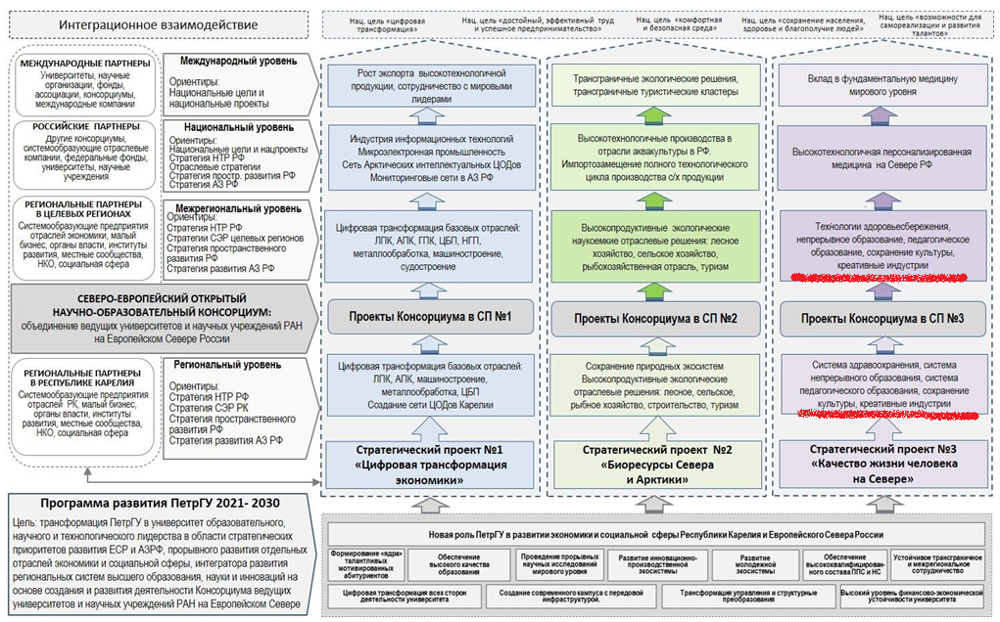 Интеграционное взаимодействие
Нац. цель «цифровая
трансформация»
Нац. цель «достойный, эффективный труд
и успешное предпринимательство»
Нац. цель «комфортная
и безопасная среда»
Нац. цель «сохранение населения,
здоровье и благополучие людей»
Нац. цель «возможности для
самореализации и развития
талантов»
МЕЖДУНАРОДНЫЕ ПАРТНЕРЫ
Университеты, научные
организации, фонды,
ассоциации, консорциумы,
международные компании
Международный уровень
Ориентиры:
Национальные цели и
национальные проекты
Рост экспорта высокотехнологичной
продукции, сотрудничество с мировыми
лидерами
Трансграничные экологические решения,
трансграничные туристические кластеры
Вклад в фундаментальную медицину
мирового уровня
РОССИЙСКИЕ ПАРТНЕРЫ
Другие консорциумы,
системообразующие отраслевые
компании, федеральные фонды,
университеты, научные
учреждения
Национальный уровень
Ориентиры:
Национальные цели и нацпроекты
Стратегия НТР РФ
Отраслевые стратегии
Стратегия простр. развития РФ
Стратегия АЗ РФ
Индустрия информационных технологий
Микроэлектронная промышленность
Сеть Арктических интеллектуальных ЦОДов
Мониторинговые сети в АЗ РФ
Высокотехничные производства в
отрасли аквакультуры в РФ.
Импортозамещение полного технологического
цикла производства с/х продукции
Высокотехнологичная персонализированная
медицина на Севере РФ
РЕГИОНАЛЬНЫЕ ПАРТНЕРЫ
В ЦЕЛЕВЫХ РЕГИОНАХ
Системообразующие предприятия
отраслей экономики, малый
бизнес, органы власти, институты
развития, местные сообщества,
НКО, социальная сфера
Межрегиональный уровень
Ориентиры:
Стратегия НТР РФ
Стратегии СЭР целевых регионов
Стратегия пространственного
развития РФ
Стратегия развития АЗ РФ
Цифровая трансформация базовых отраслей:
ЛПК, АПК, ГПК, ЦБП, НГП,
металлообработка, машиностроение,
судостроение
Высокопродуктивные экологические
наукоемкие отраслевые решения: лесное
хозяйство, сельское хозяйство,
рыбохозяйственная отрасль, туризм
Технологии здоровьесбережения,
непрерывное образование, педагогическое
образование, сохранение культуры,
креативные индустрии
СЕВЕРО-ЕВРОПЕЙСКИЙ ОТКРЫТЫЙ
НАУЧНО-ОБРАЗОВАТЕЛЬНЫЙ КОНСОРЦИУМ:
объединение ведущих университетов и научных учреждений РАН
на Европейском Севере России
Проекты Консорциума в СП №1
Проекты Консорциума в СП №2
Проекты Консорциума в СП №3
РЕГИОНАЛЬНЫЕ ПАРТНЕРЫ
В РЕСПУБЛИКЕ КАРЕЛИЯ
Системообразующие предприятия
отраслей РК, малый бизнес,
органы власти, институты
развития, местные сообщества,
НКО, социальная сфера
Региональный уровень
Ориентиры:
Стратегия НТР РФ
Стратегия СЭР РК
Стратегия пространственного
развития РФ
Стратегия развития АЗ РФ
Цифровая трансформация базовых отраслей:
ЛПК, АПК, машиностроение,
металлообработка, ЦБП
Создание сети ЦОДов Карелии
Сохранение природных экосистем
Высокопродуктивные экологичные
отраслевые решения: лесное, сельское,
рыбное хозяйство, строительство, туризм
Система здравоохранения, система
непрерывного образования, система
педагогического образования, сохранение
культуры, креативные индустрии
Стратегический проект №1
«Цифровая трансформация
экономики»
Стратегический проект №2
«Биоресурсы Севера
и Арктики»
Стратегический проект №3
«Качество жизни человека
на Севере»
Программа развития ПетрГУ 2021- 2030
Цель: трансформация ПетрГУ в университет образовательного,
научного и технологического лидерства в области стратегических
приоритетов развития ЕСР и АЗРФ, прорывного развития отдельных
отраслей экономики и социальной сферы, интегратора развития
региональных систем высшего образования, науки и инноваций на
основе создания и развития деятельности Консорциума ведущих
университетов и научных учреждений РАН на Европейском Севере
Новая роль ПетрГУ в развитии экономики и социальной сферы Республики Карелия и Европейского Севера России
Формирование «ядра»
талантливых
мотивированных
абитуриентов
Обеспечение
высокого качества
образования
Проведение прорывных
научных исследований
мирового уровня
Развитие инновационно-
производственной
экосистемы
Развитие
молодежной
экосистемы
Обеспечение
высококвалифицирован-
ного состава ППС и НС
Устойчивое трансграничное
и межрегиональное
сотрудничество
Цифровая трансформация всех сторон
деятельности университета
Создание современного кампуса с передовой
инфраструктурой.
Трансформация управления и структурные
преобразования
Высокий уровень финансово-экономической
устойчивости университета